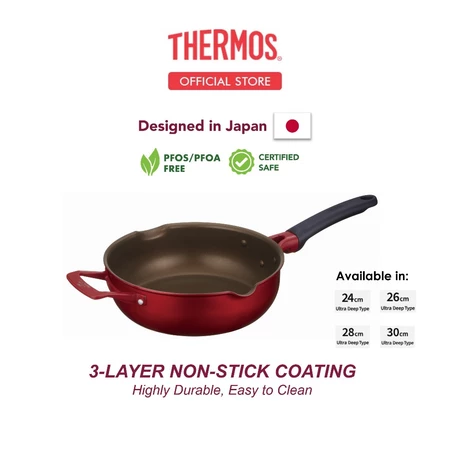 THERMOS®
OFFICIAL STORE
Designed in Japan
PFOS/PFOA
FREE
CERTIFIED
SAFE
Available in:
24cm
Ultra Deep Type
26cm
Ultra Deep Type
28cm
Ultra Deep Type
30cm
Ultra Deep Type
3-LAYER NON-STICK COATING
Highly Durable, Easy to Clean